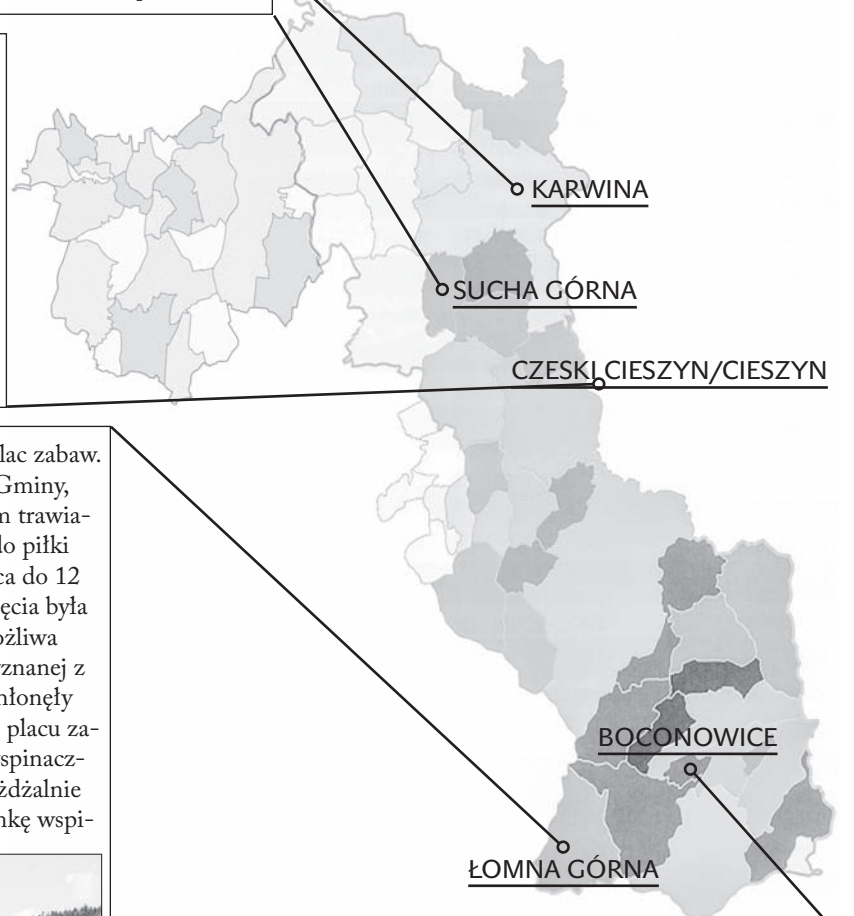 KARWINA
SUCHA GÓRNA
CZESKI CIESZYN/CIESZYN
lac zabaw.
Gminy,
m trawia-
do piłki
ca do 12
ęcia była
ożliwa
yznanej z
hłonęły
placu za-
spinacz-
żdżalnie
nkę wspi-
BOCONOWICE
ŁOMNA GÓRNA